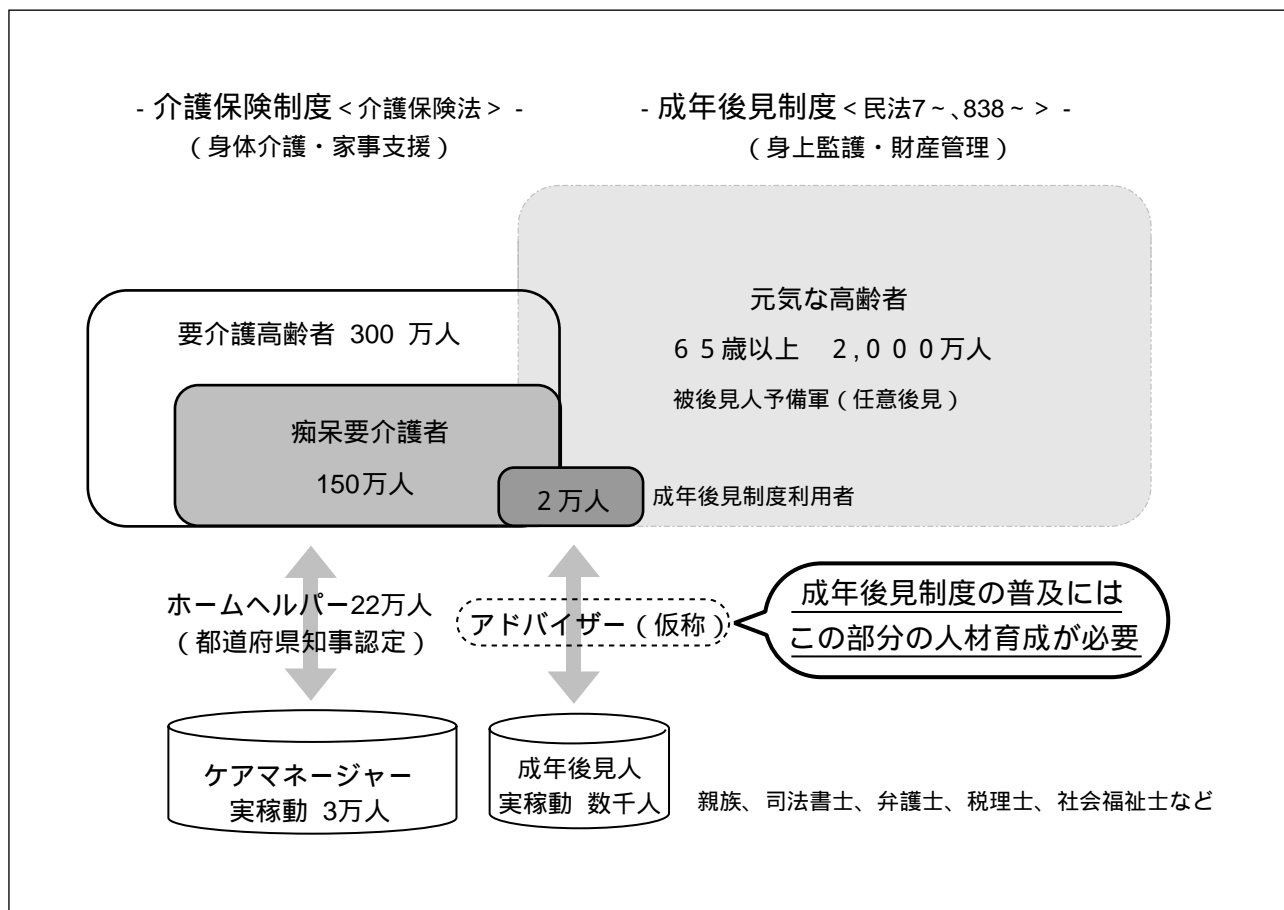 - 介護保険制度 < 介護保険法 > -
（身体介護・家事支援）
- 成年後見制度 < 民法7～、838～ > -
（身上監護・財産管理）
元気な高齢者
６５歳以上　２,０００万人
被後見人予備軍（任意後見）
要介護高齢者 300 万人
痴呆要介護者
150万人
２万人
成年後見制度利用者
ホームヘルパー22万人
（都道府県知事認定）
アドバイザー（仮称）
成年後見制度の普及には
この部分の人材育成が必要
ケアマネージャー
実稼動 3万人
成年後見人
実稼動 数千人
親族、司法書士、弁護士、税理士、社会福祉士など